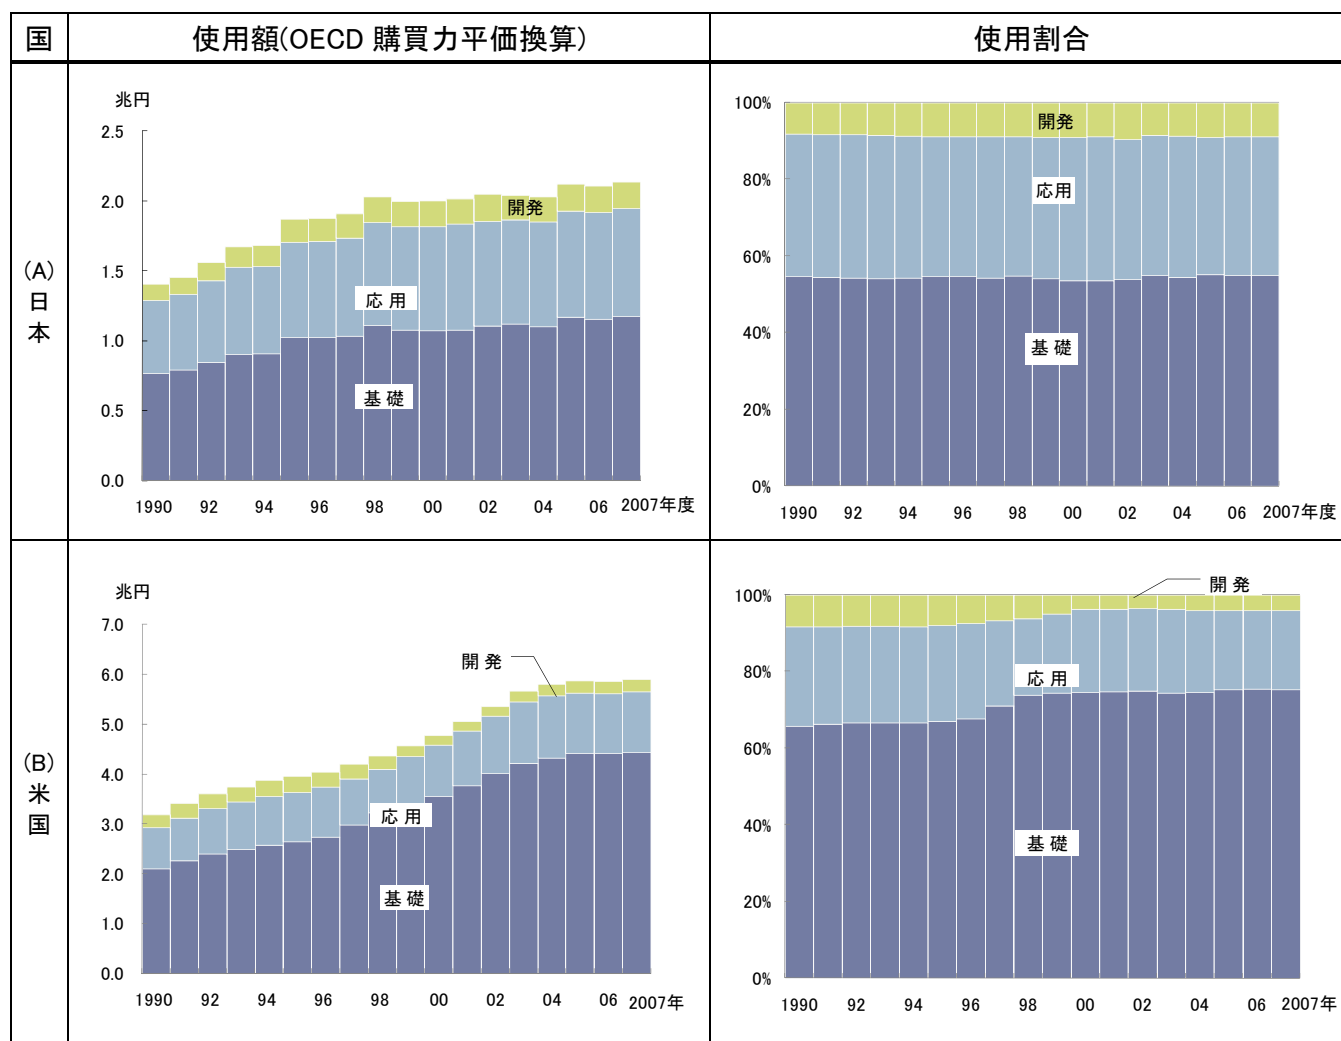 国
使用額(OECD 購買力平価換算)
使用割合
(A)
日
本
兆円
2.5
2.0
1.5
1.0
0.5
0.0
開発
応用
基礎
1990 92 94 96 98 00 02 04 06 2007年度
100%
80%
60%
40%
20%
0%
開発
応用
基礎
1990 92 94 96 98 00 02 04 06 2007年度
(B)
米
国
兆円
7.0
6.0
5.0
4.0
3.0
2.0
1.0
0.0
開発
応用
基礎
1990 92 94 96 98 00 02 04 06 2007年
100%
80%
60%
40%
20%
0%
開発
応用
基礎
1990 92 94 96 98 00 02 04 06 2007年